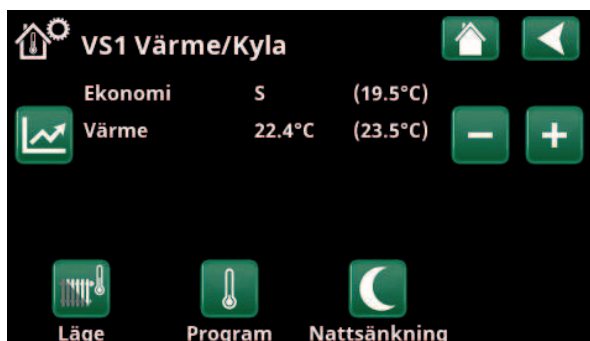 VS1 Värme/Kyla
Ekonomi S (19.5°C)
Värme 22.4°C (23.5°C)
Läge Program Nattsänkning